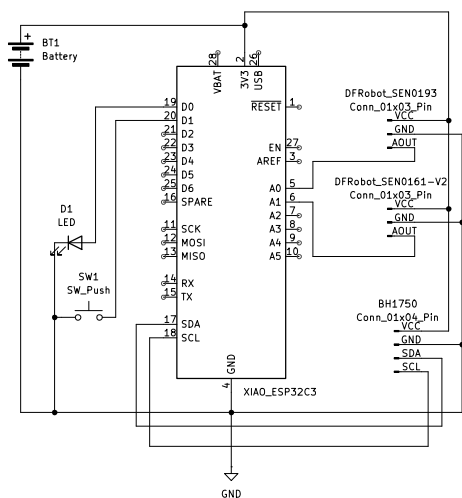 BT1
Battery
+
28
2
26
VBAT
3V3
USB
19 D0 RESET 1
20 D1
21 D2
22 D3 EN 27
23 D4 AREF 3
24 D5
25 D6 A0 5
16 SPARE A1 6
A2 7
11 SCK A3 8
12 MOSI A4 9
13 MISO A5 10
14 RX
15 TX
17 SDA
18 SCL
GND
4
XIAO_ESP32C3
DFRobot_SEN0193
Conn_01x03_Pin
VCC
GND
AOUT
DFRobot_SEN0161-V2
Conn_01x03_Pin
VCC
GND
AOUT
D1
LED
SW1
SW_Push
BH1750
Conn_01x04_Pin
VCC
GND
SDA
SCL
GND